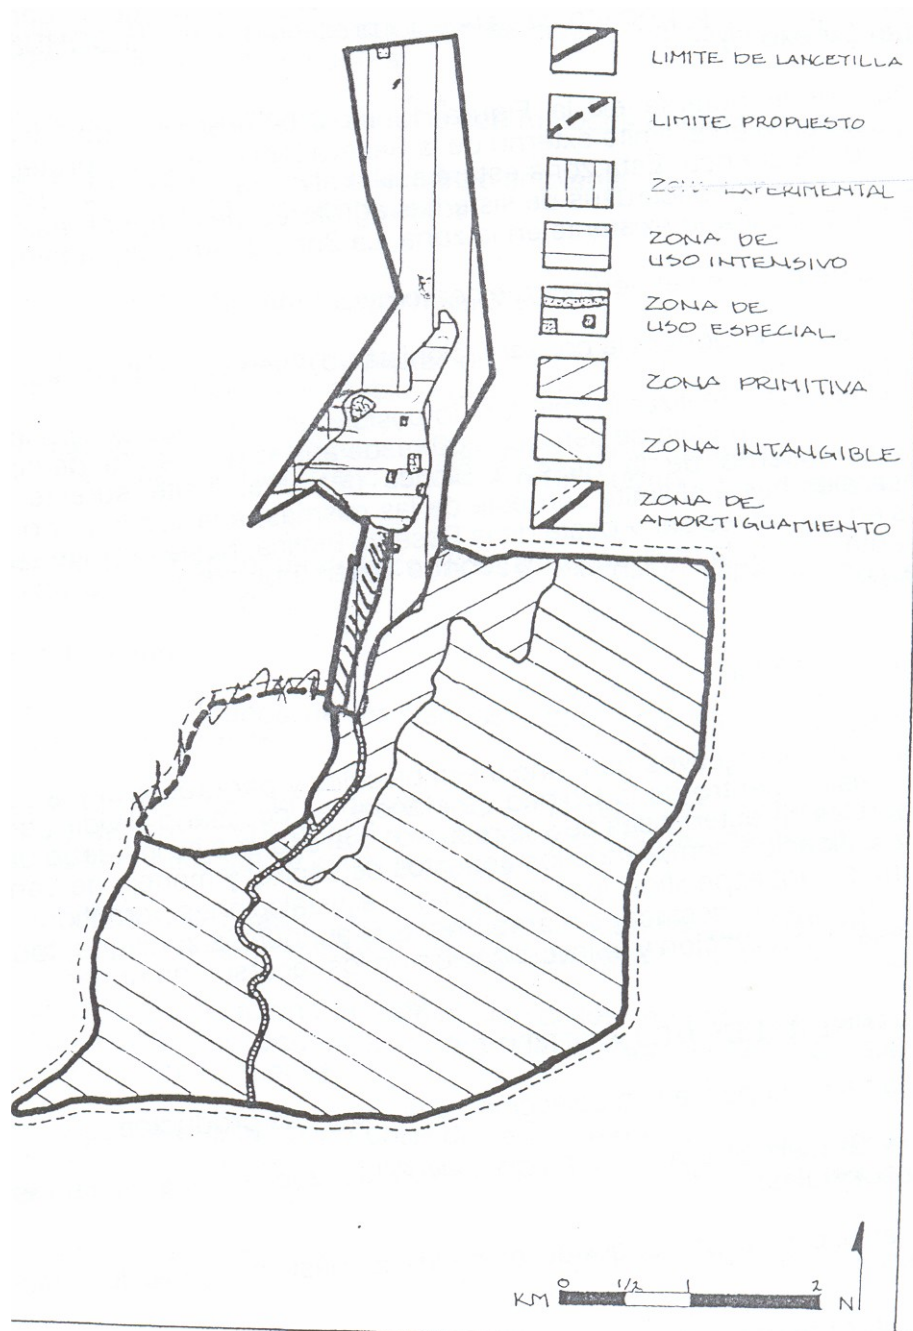 LIMITE DE LANCETILLA
LIMITE PROPUESTO
ZONA EXPERIMENTAL
ZONA DE
USO INTENSIVO
ZONA DE
USO ESPECIAL
ZONA PRIMITIVA
ZONA INTANGIBLE
ZONA DE
AMORTIGUAMIENTO
KM 0 1/2 1 2 N